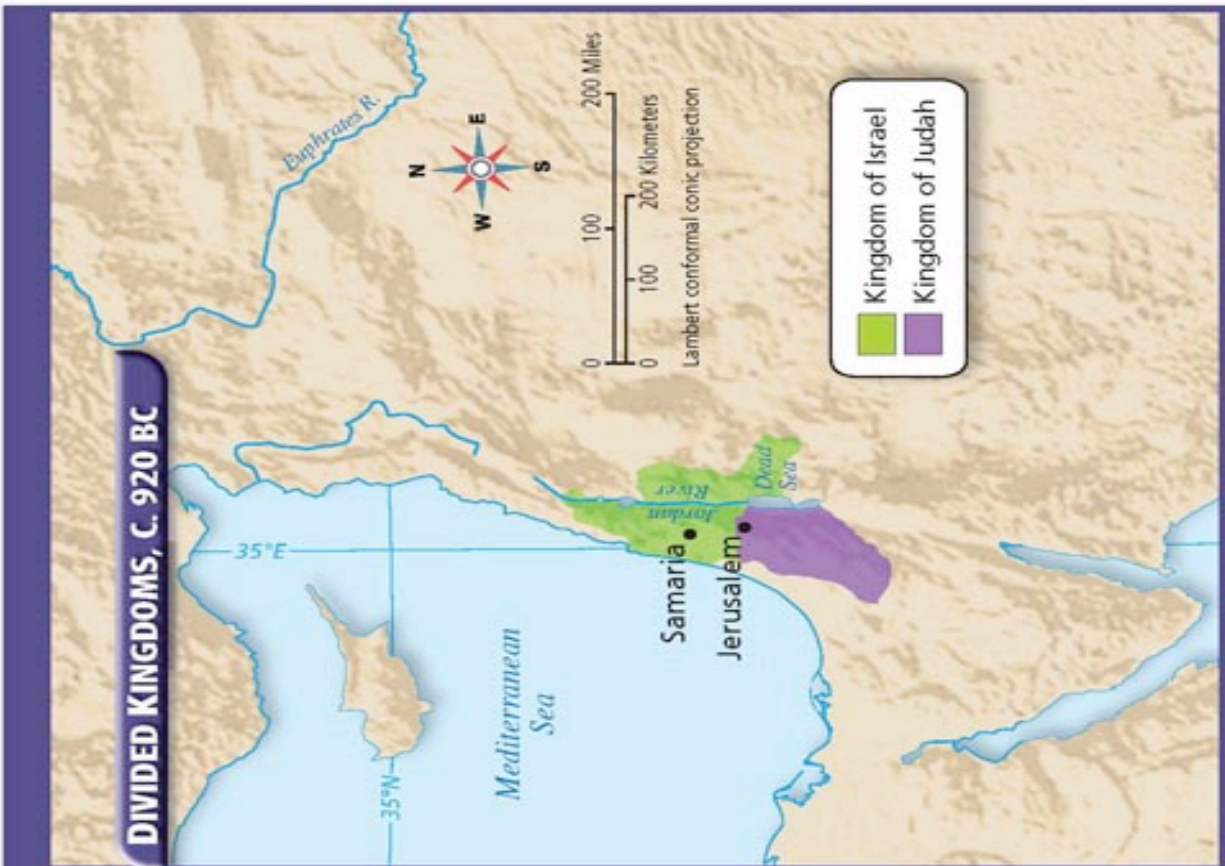 DIVIDED KINGDOMS, C. 920 BC
Euphrates R.
N
W
E
S
0
100
200 Miles
0
100
200 Kilometers
Lambert conformal conic projection
35°E
35°N
Mediterranean
Sea
Samaria
Jordan
River
Jerusalem
Dead
Sea
Kingdom of Israel
Kingdom of Judah